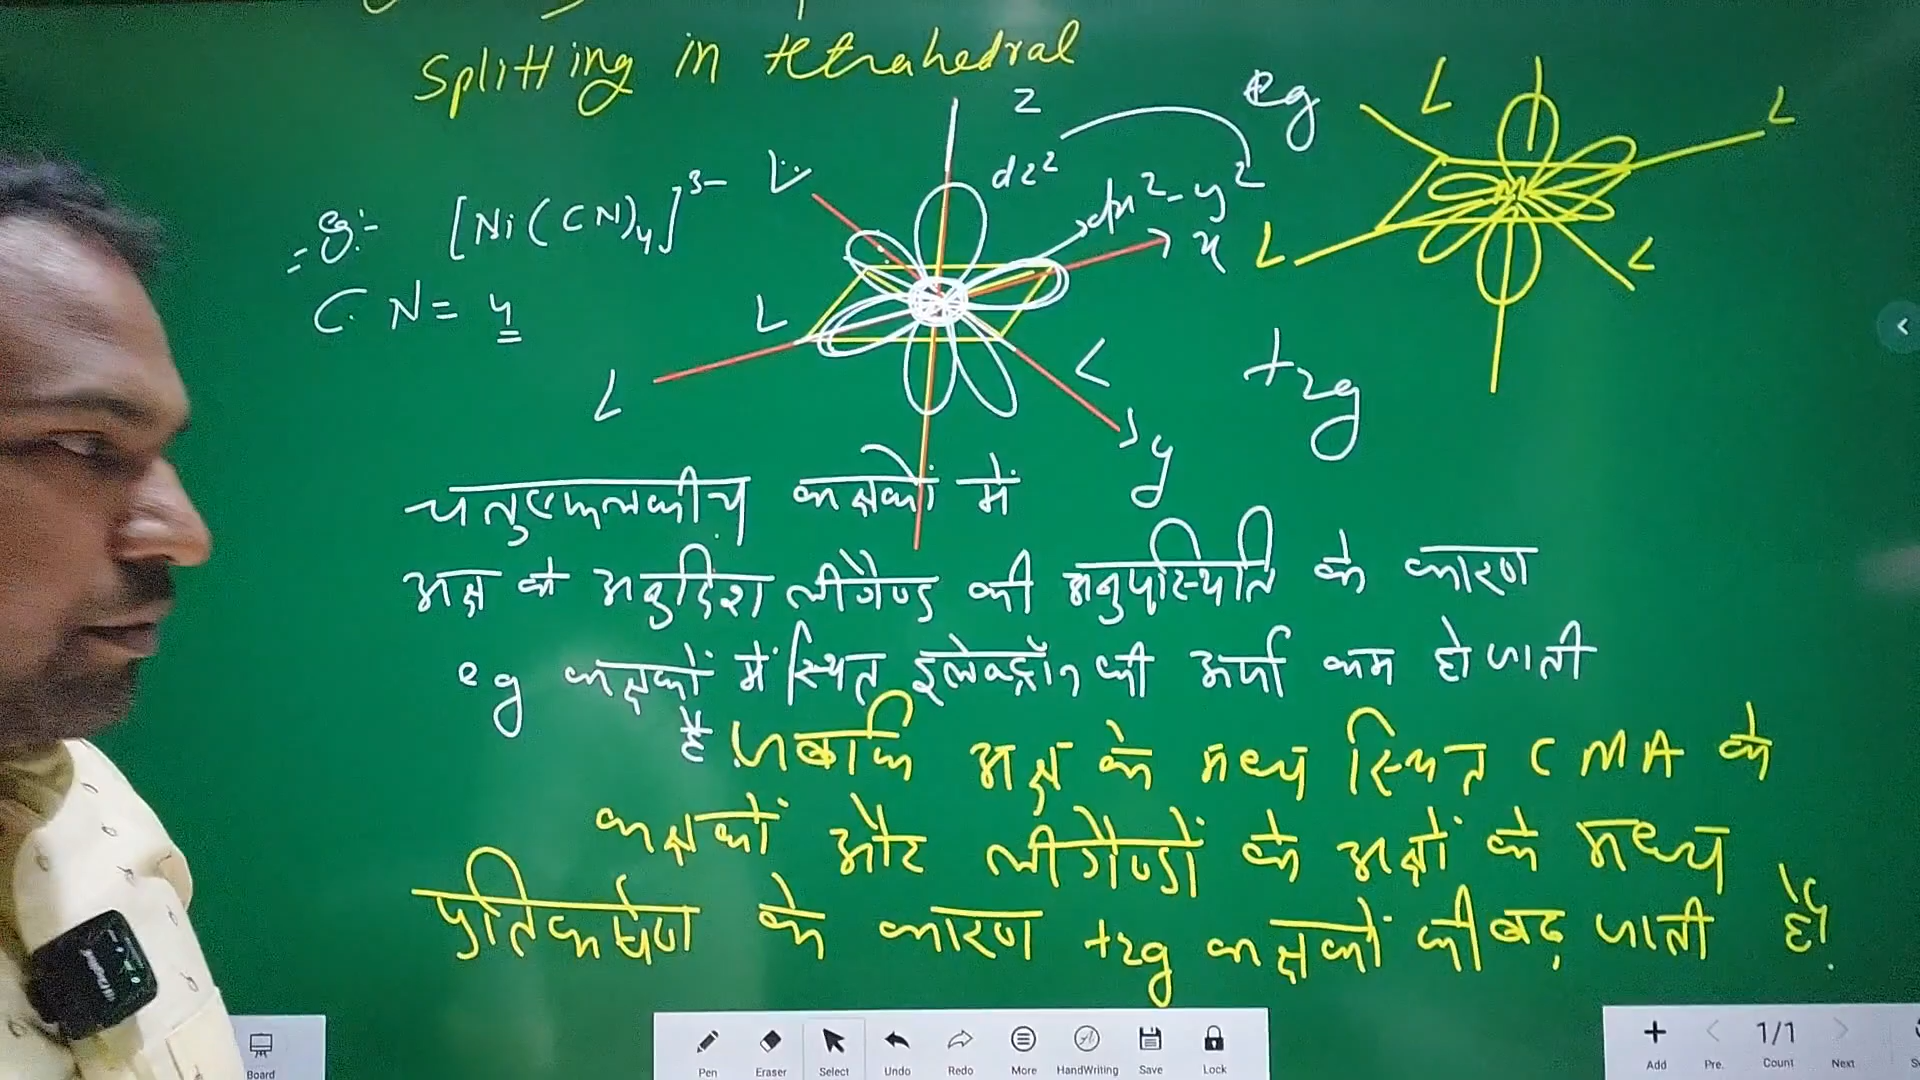 Splitting in tetrahedral
eg
L
L
Z
dz²
dx²-y²
eg:- [Ni(CN)₄]³⁻
L
x
L
L
C.N = 4
L
L
L
t₂g
y
चतुष्फलकीय कक्षकों में
अक्ष के अनुदिश लीगैण्ड की अनुपस्थिति के कारण
eg कक्षकों में स्थित इलेक्ट्रॉन की ऊर्जा कम हो जाती
है। जबकि अक्ष के मध्य स्थित CMA के
कक्षकों और लीगैण्डों के अक्षों के मध्य
प्रतिकर्षण के कारण t₂g कक्षकों की बढ़ जाती है.
Board
Pen Eraser Select Undo Redo More HandWriting Save Lock
1/1
Add Pre. Count Next